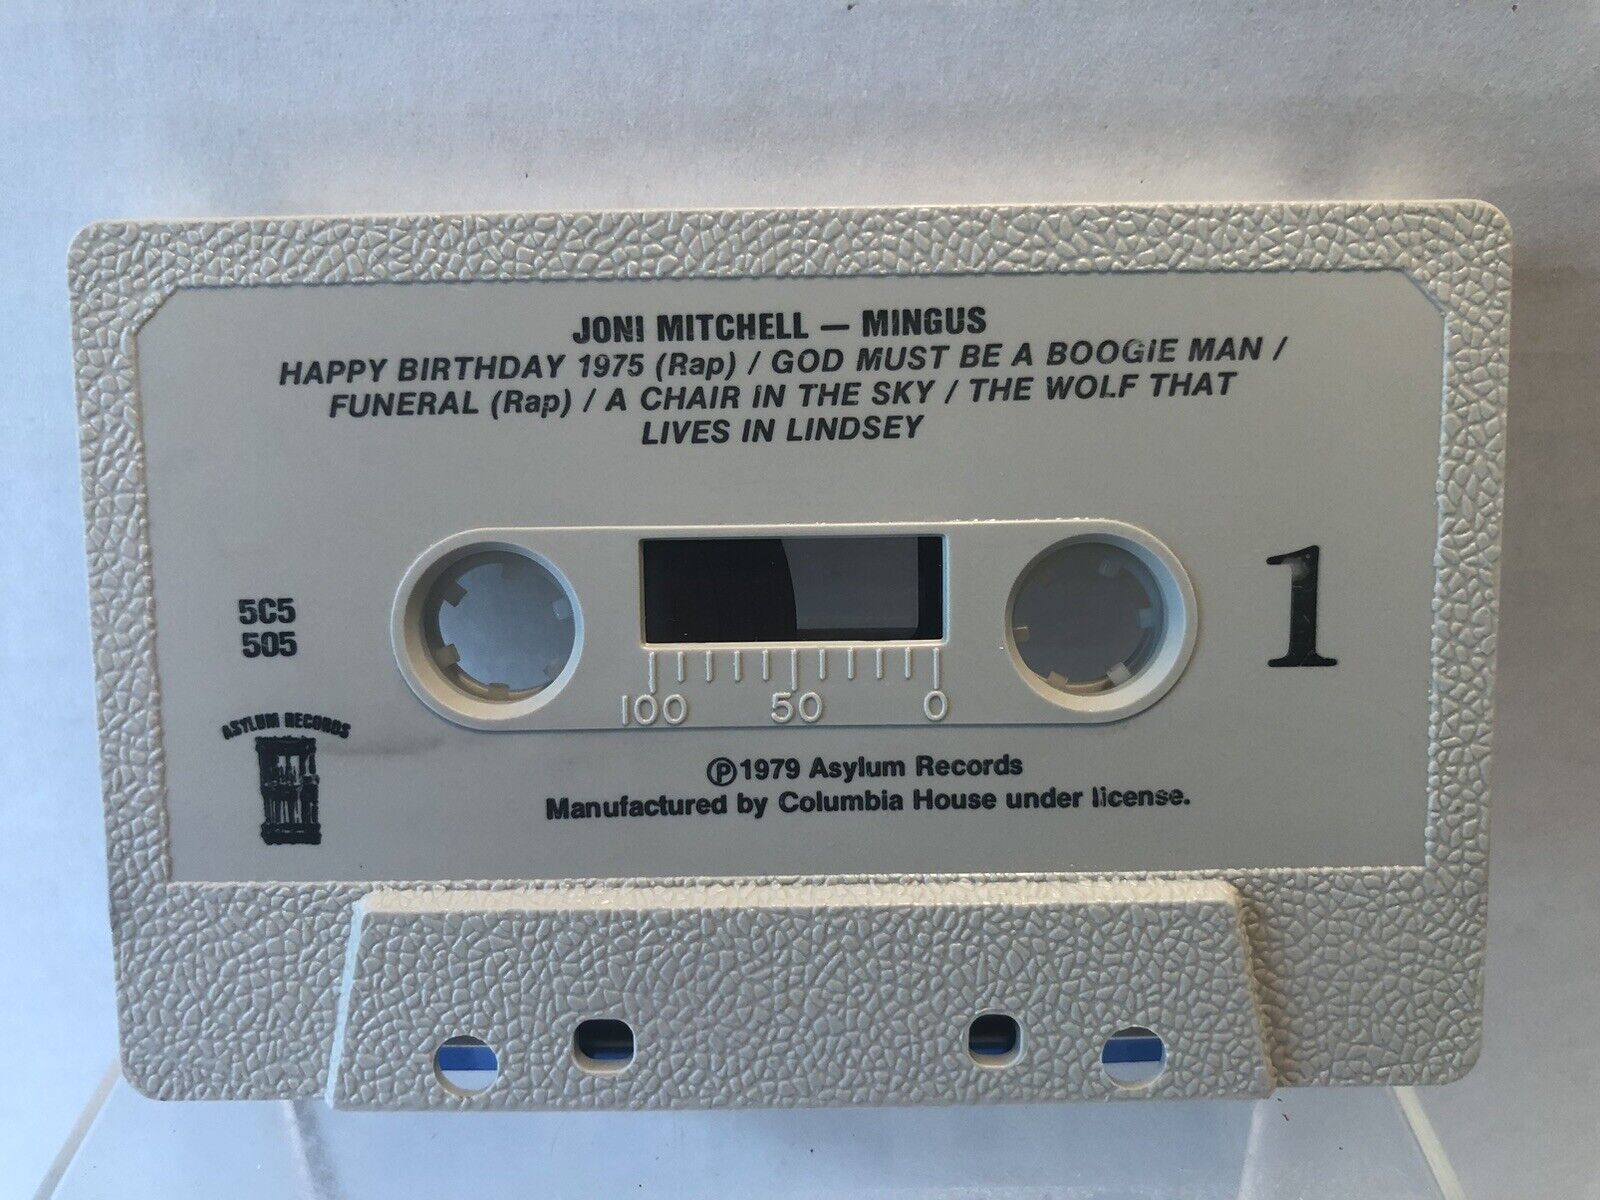 JONI MITCHELL — MINGUS
HAPPY BIRTHDAY 1975 (Rap) / GOD MUST BE A BOOGIE MAN /
FUNERAL (Rap) / A CHAIR IN THE SKY / THE WOLF THAT
LIVES IN LINDSEY
5C5
505
1
ASYLUM RECORDS
100 50 0
℗1979 Asylum Records
Manufactured by Columbia House under license.